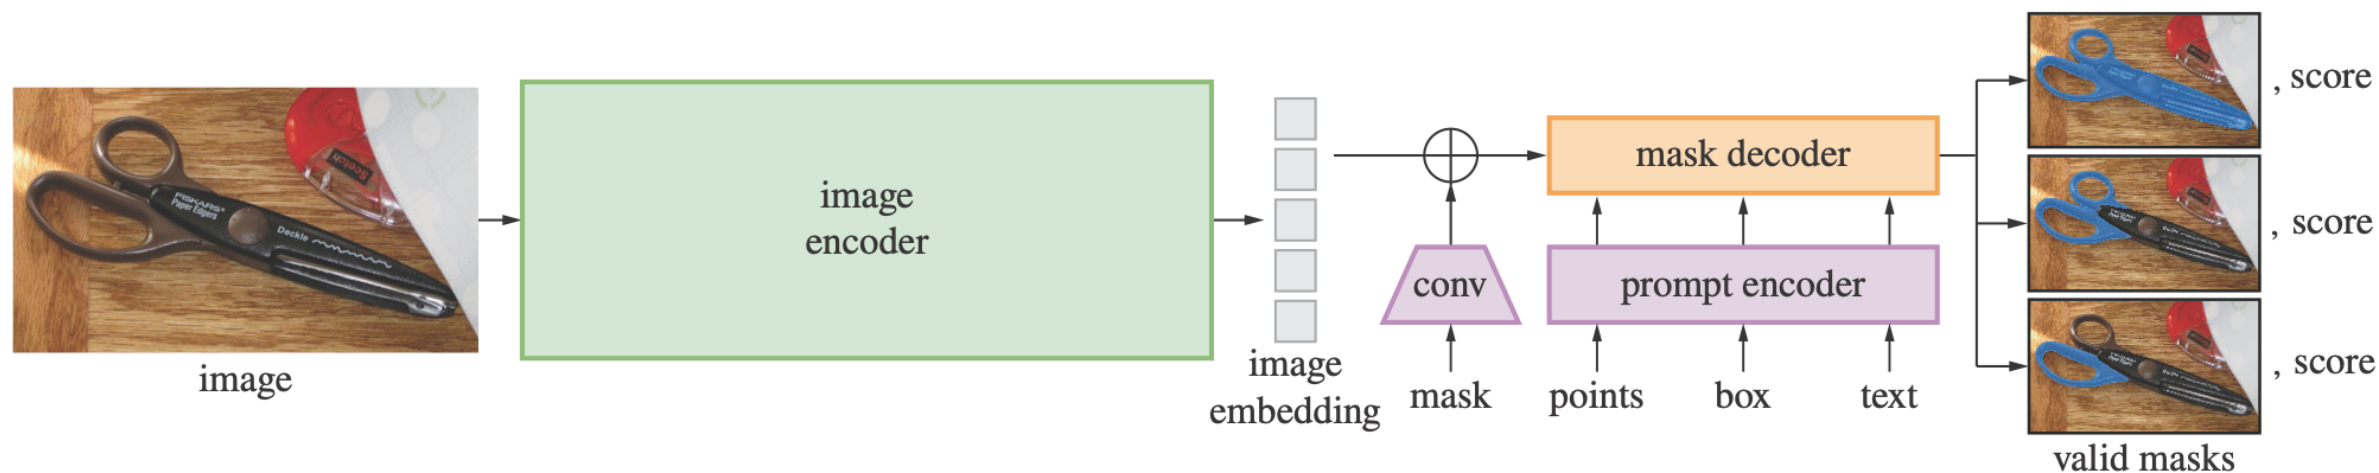 FISKARS®
Paper Edgers
Deckle
Scotch
image
image
encoder
image
embedding
conv
mask
mask decoder
prompt encoder
points
box
text
, score
, score
, score
valid masks